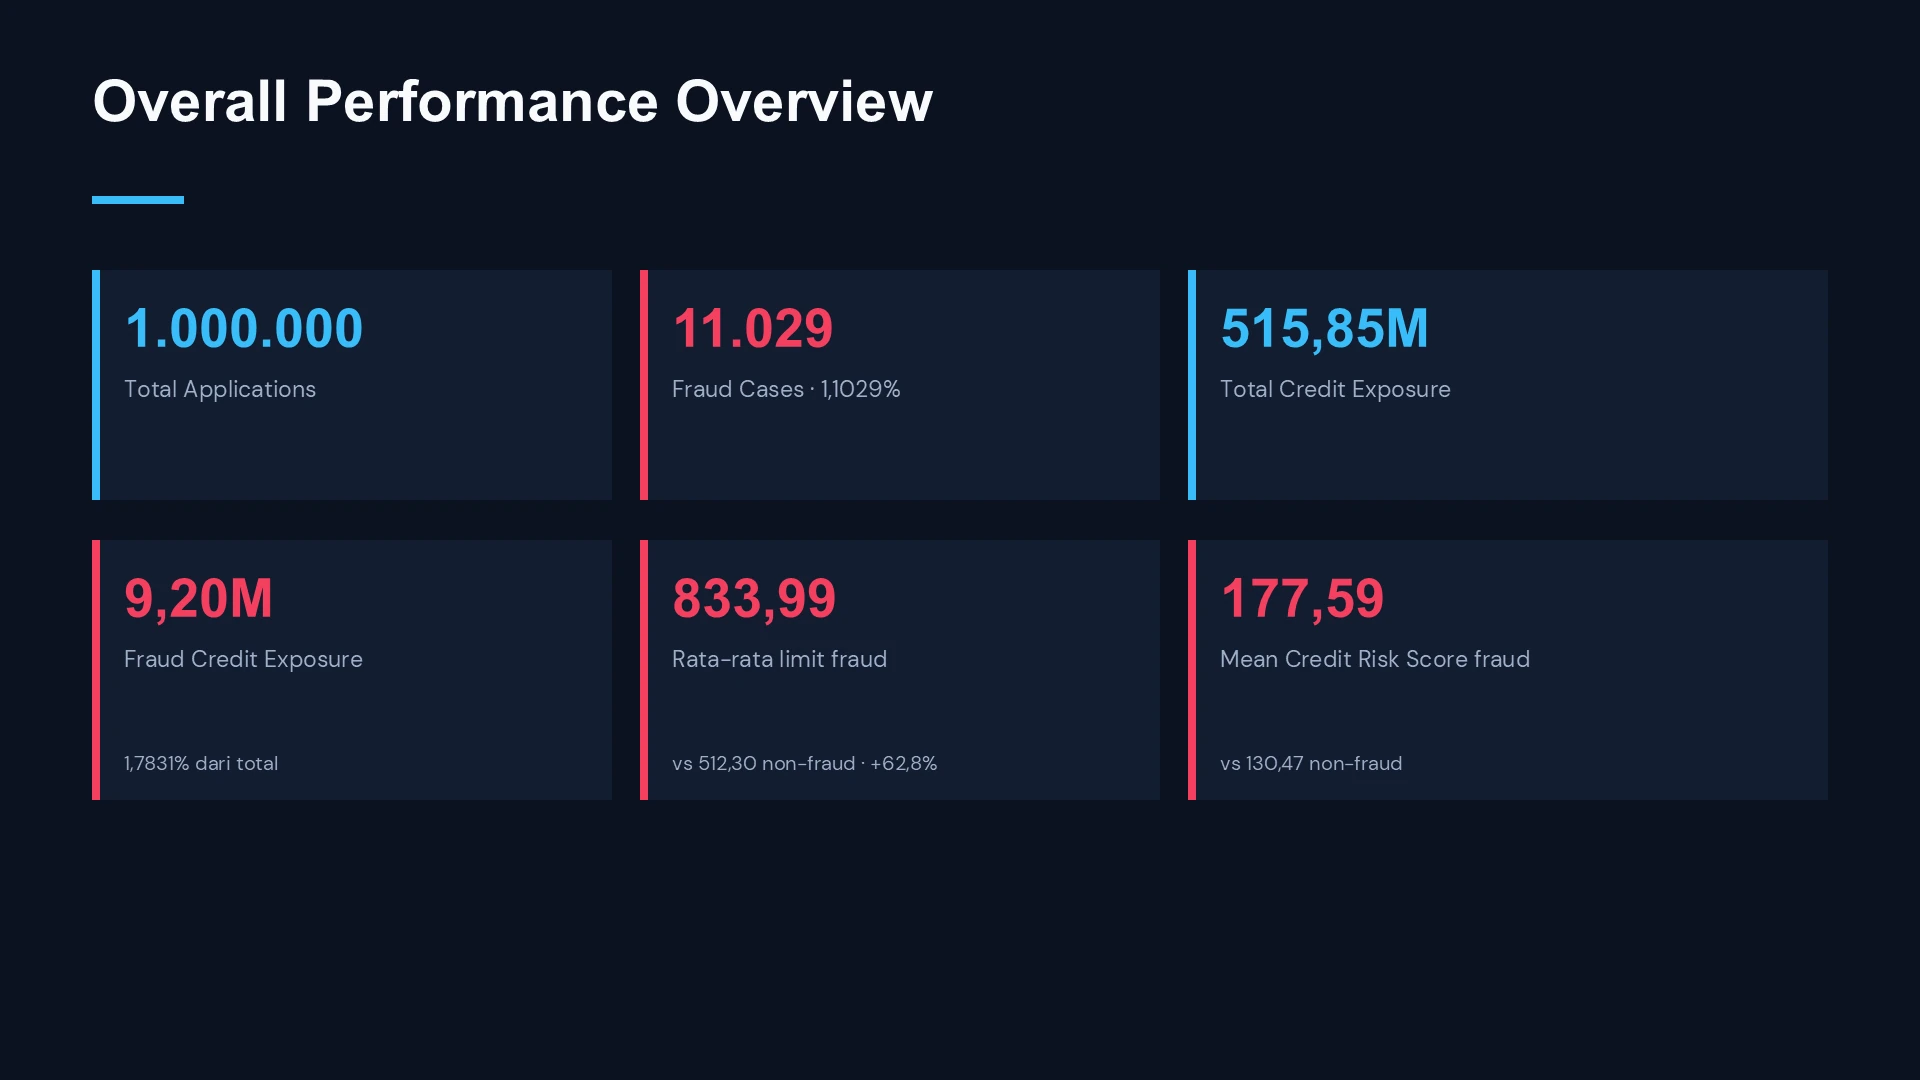 Overall Performance Overview
1.000.000
Total Applications
11.029
Fraud Cases · 1,1029%
515,85M
Total Credit Exposure
9,20M
Fraud Credit Exposure
1,7831% dari total
833,99
Rata-rata limit fraud
vs 512,30 non-fraud · +62,8%
177,59
Mean Credit Risk Score fraud
vs 130,47 non-fraud